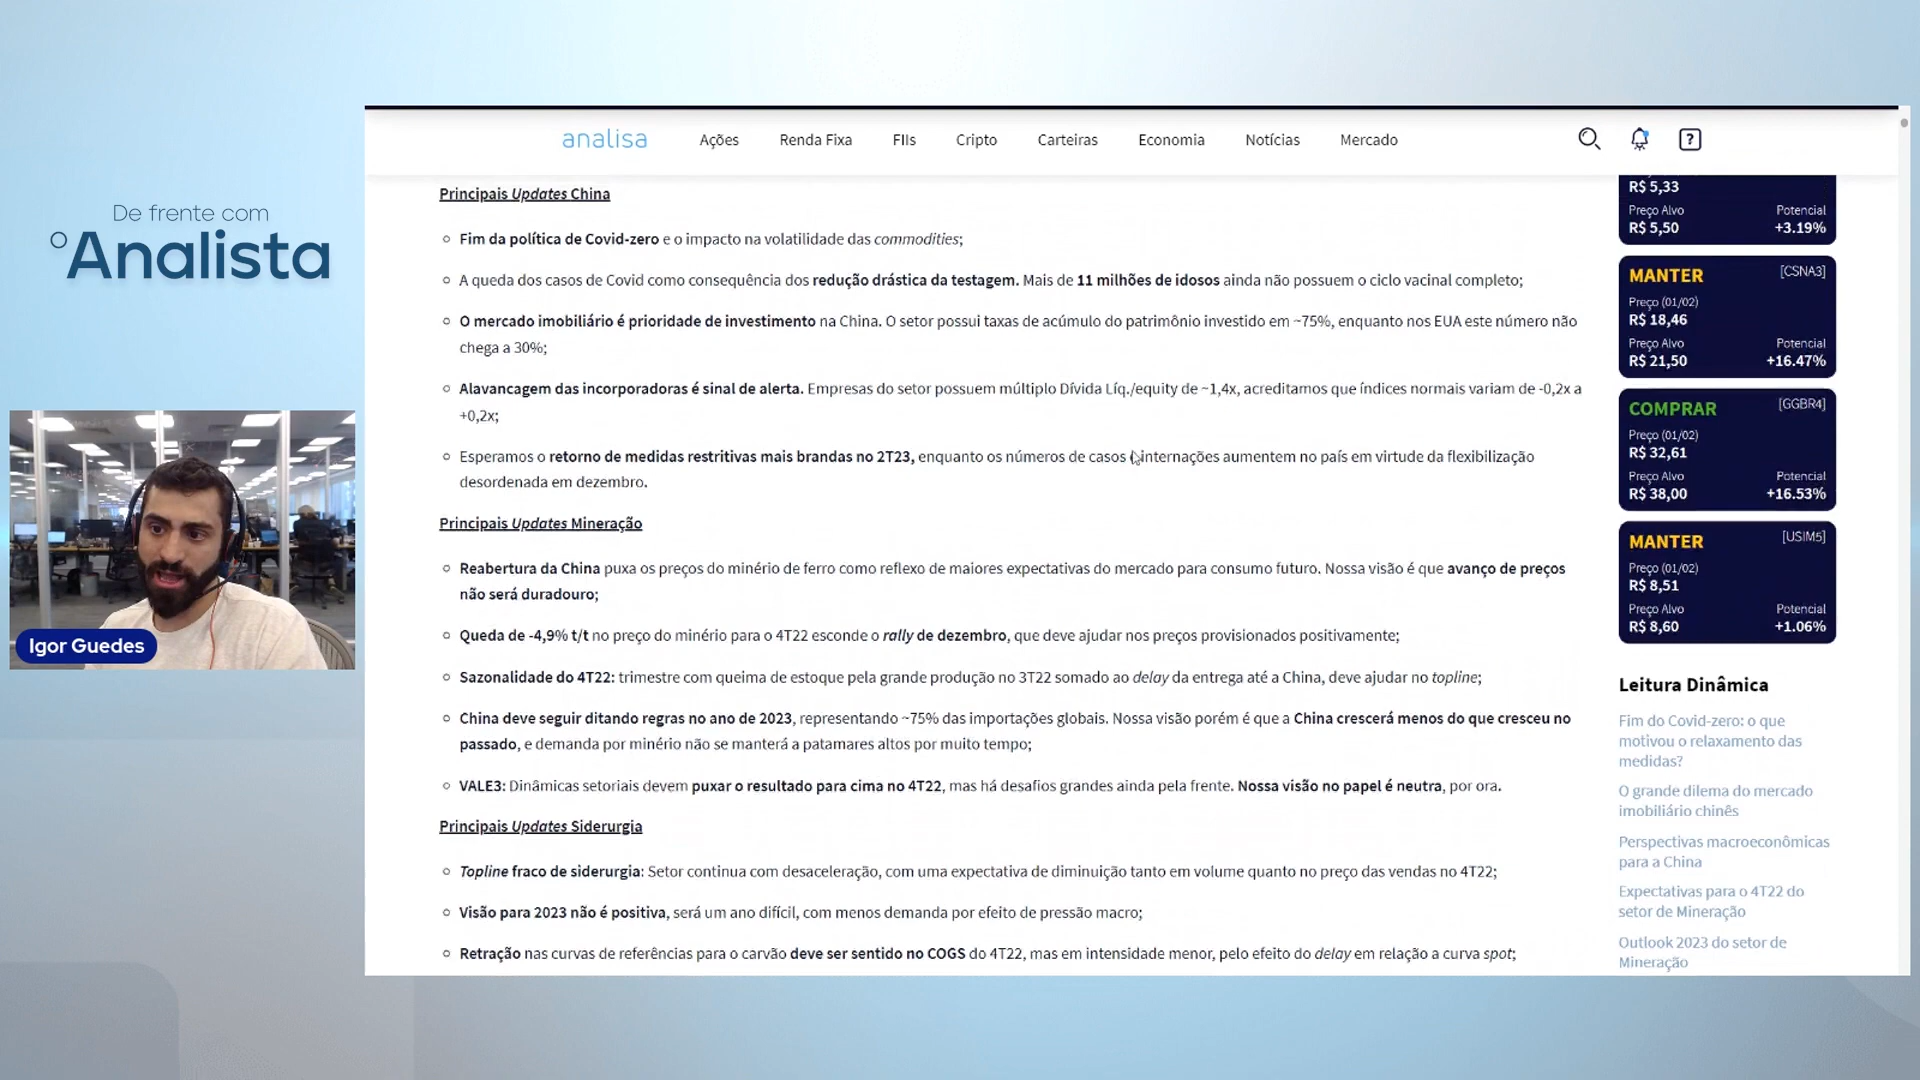 De frente com
o Analista
Igor Guedes
analisa
Ações
Renda Fixa
FIIs
Cripto
Carteiras
Economia
Notícias
Mercado
?
Principais Updates China
Fim da política de Covid-zero e o impacto na volatilidade das commodities;
A queda dos casos de Covid como consequência dos redução drástica da testagem. Mais de 11 milhões de idosos ainda não possuem o ciclo vacinal completo;
O mercado imobiliário é prioridade de investimento na China. O setor possui taxas de acúmulo do patrimônio investido em ~75%, enquanto nos EUA este número não
chega a 30%;
Alavancagem das incorporadoras é sinal de alerta. Empresas do setor possuem múltiplo Dívida Líq./equity de ~1,4x, acreditamos que índices normais variam de -0,2x a
+0,2x;
Esperamos o retorno de medidas restritivas mais brandas no 2T23, enquanto os números de casos internações aumentem no país em virtude da flexibilização
desordenada em dezembro.
Principais Updates Mineração
Reabertura da China puxa os preços do minério de ferro como reflexo de maiores expectativas do mercado para consumo futuro. Nossa visão é que avanço de preços
não será duradouro;
Queda de -4,9% t/t no preço do minério para o 4T22 esconde o rally de dezembro, que deve ajudar nos preços provisionados positivamente;
Sazonalidade do 4T22: trimestre com queima de estoque pela grande produção no 3T22 somado ao delay da entrega até a China, deve ajudar no topline;
China deve seguir ditando regras no ano de 2023, representando ~75% das importações globais. Nossa visão porém é que a China crescerá menos do que cresceu no
passado, e demanda por minério não se manterá a patamares altos por muito tempo;
VALE3: Dinâmicas setoriais devem puxar o resultado para cima no 4T22, mas há desafios grandes ainda pela frente. Nossa visão no papel é neutra, por ora.
Principais Updates Siderurgia
Topline fraco de siderurgia: Setor continua com desaceleração, com uma expectativa de diminuição tanto em volume quanto no preço das vendas no 4T22;
Visão para 2023 não é positiva, será um ano difícil, com menos demanda por efeito de pressão macro;
Retração nas curvas de referências para o carvão deve ser sentido no COGS do 4T22, mas em intensidade menor, pelo efeito do delay em relação a curva spot;
R$ 5,33
Preço Alvo Potencial
R$ 5,50 +3.19%
MANTER [CSNA3]
Preço (01/02)
R$ 18,46
Preço Alvo Potencial
R$ 21,50 +16.47%
COMPRAR [GGBR4]
Preço (01/02)
R$ 32,61
Preço Alvo Potencial
R$ 38,00 +16.53%
MANTER [USIM5]
Preço (01/02)
R$ 8,51
Preço Alvo Potencial
R$ 8,60 +1.06%
Leitura Dinâmica
Fim do Covid-zero: o que
motivou o relaxamento das
medidas?
O grande dilema do mercado
imobiliário chinês
Perspectivas macroeconômicas
para a China
Expectativas para o 4T22 do
setor de Mineração
Outlook 2023 do setor de
Mineração